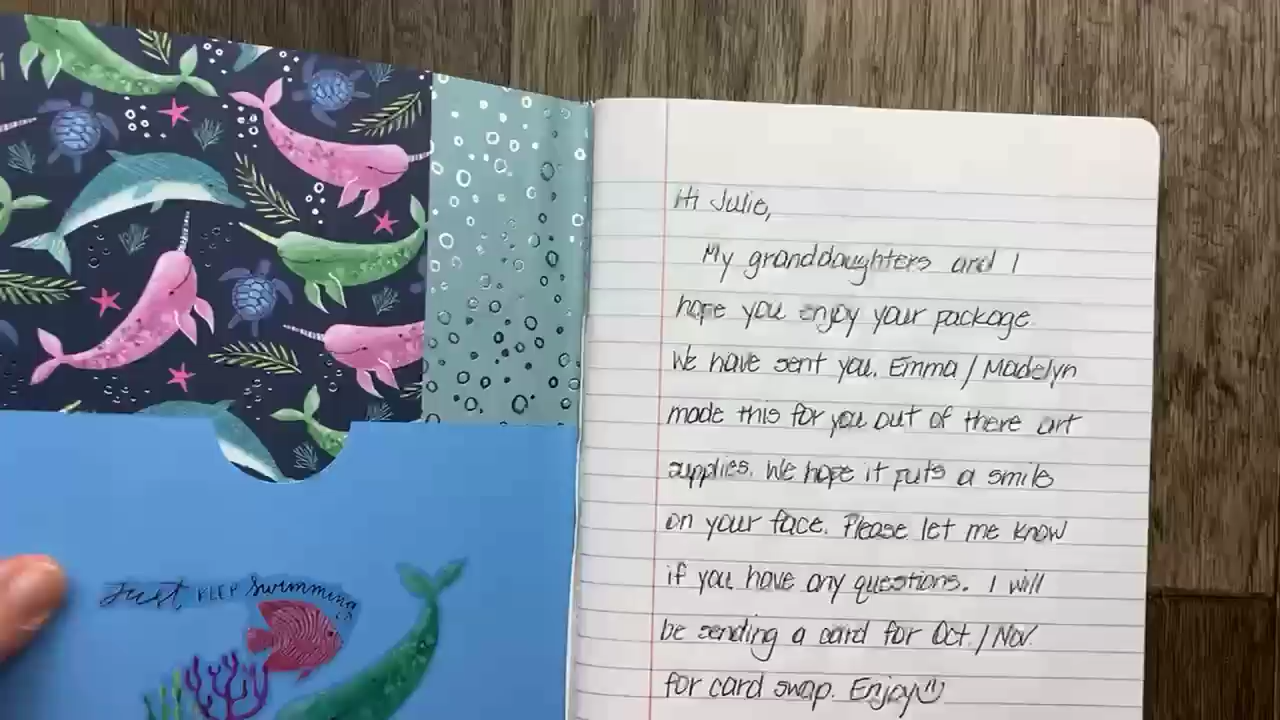 Hi Julie,
My granddaughters and I
hope you enjoy your package
We have sent you. Emma / Madelyn
made this for you out of there art
supplies. We hope it puts a smile
on your face. Please let me know
if you have any questions. I will
be sending a card for Oct. / Nov.
for card swap. Enjoy
Just KEEP Swimming